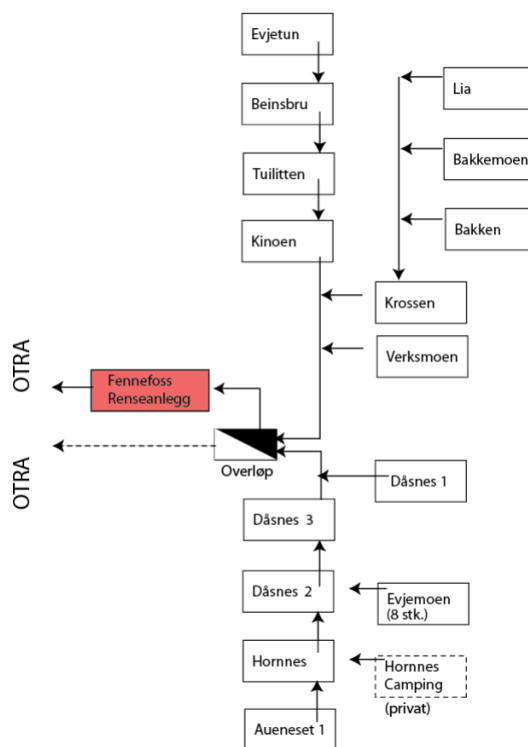 Evjetun
Lia
Beinsbru
Bakkemoen
Tuilitten
Bakken
Kinoen
Krossen
Verksmoen
OTRA
Fennefoss
Renseanlegg
OTRA
Overløp
Dåsnes 1
Dåsnes 3
Dåsnes 2
Evjemoen
(8 stk.)
Hornnes
Hornnes
Camping
(privat)
Aueneset 1